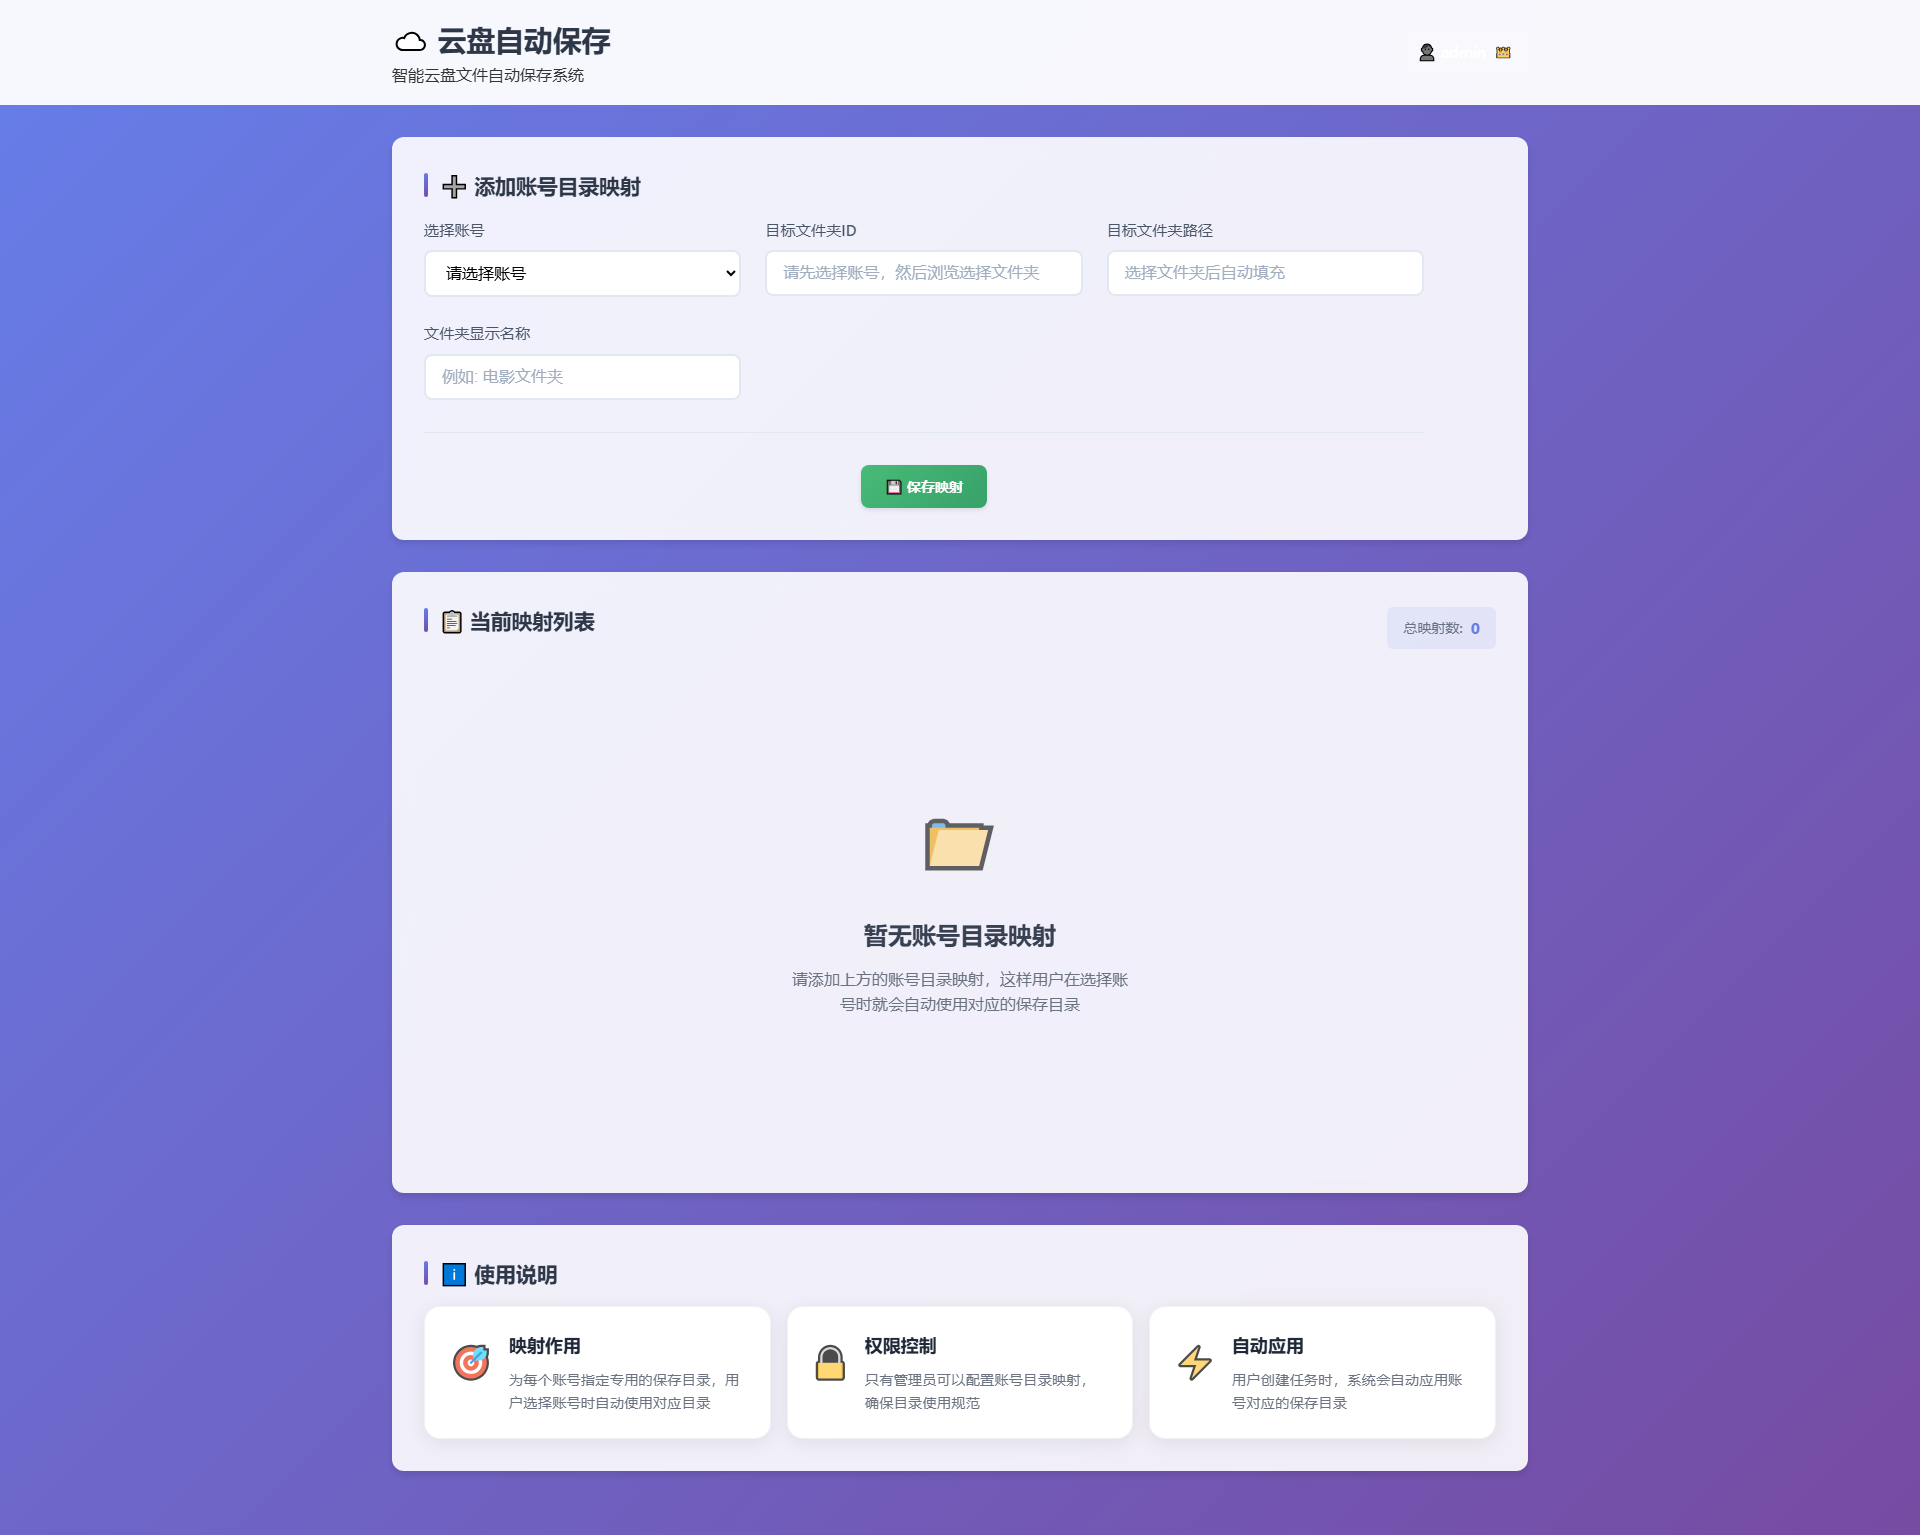 云盘自动保存
智能云盘文件自动保存系统
admin
添加账号目录映射
选择账号
目标文件夹ID
目标文件夹路径
请选择账号
请先选择账号，然后浏览选择文件夹
选择文件夹后自动填充
文件夹显示名称
例如: 电影文件夹
保存映射
当前映射列表
总映射数: 0
暂无账号目录映射
请添加上方的账号目录映射，这样用户在选择账
号时就会自动使用对应的保存目录
使用说明
映射作用
为每个账号指定专用的保存目录，用
户选择账号时自动使用对应目录
权限控制
只有管理员可以配置账号目录映射，
确保目录使用规范
自动应用
用户创建任务时，系统会自动应用账
号对应的保存目录